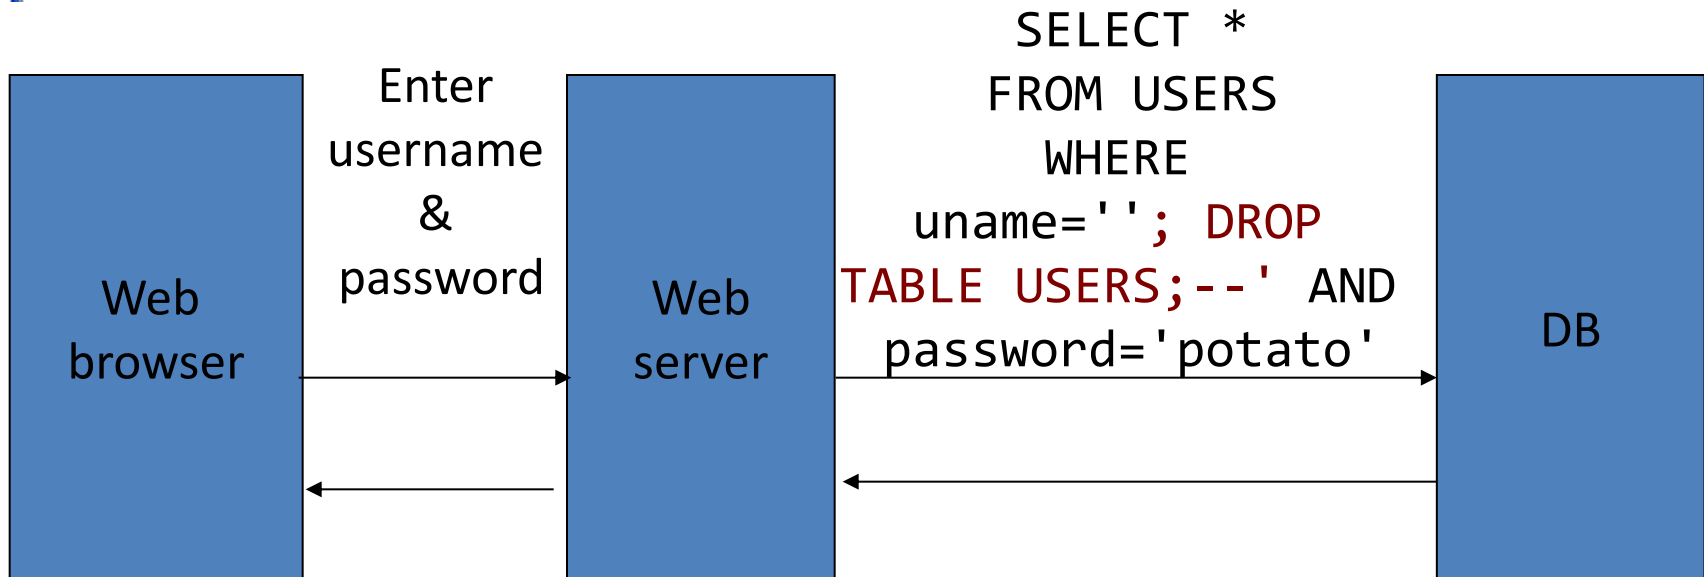 Web
browser
Enter
username
&
password
Web
server
SELECT *
FROM USERS
WHERE
uname=''; DROP
TABLE USERS;--' AND
password='potato'
DB